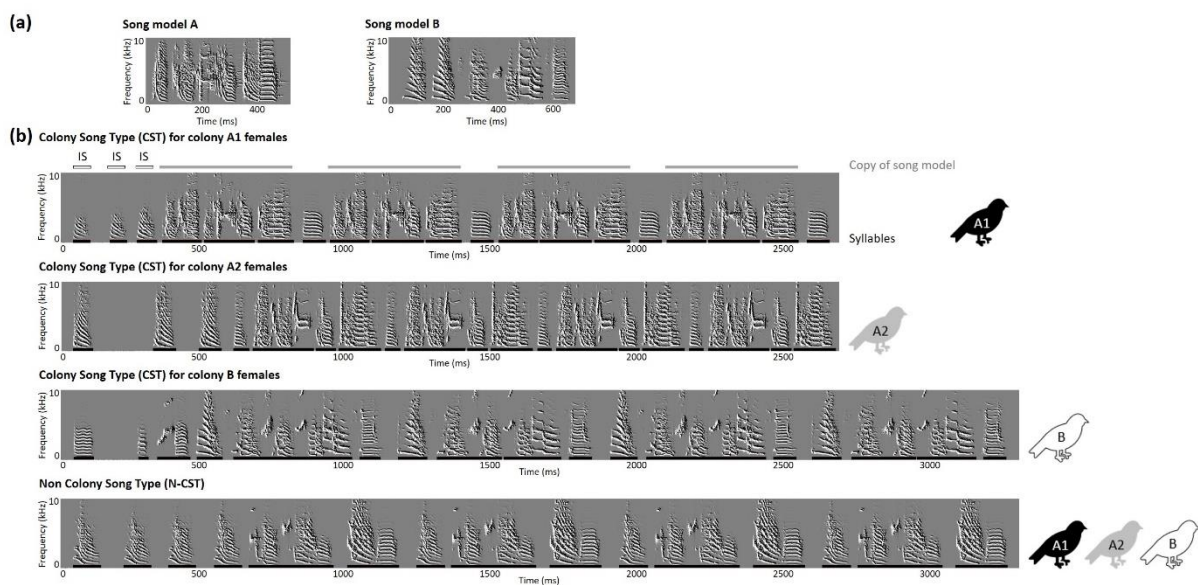 (a)
Song model A
Song model B
Frequency (kHz)
10
0
0
200
400
Time (ms)
Frequency (kHz)
10
0
0
200
400
600
Time (ms)
(b)
Colony Song Type (CST) for colony A1 females
IS
IS
IS
Copy of song model
Frequency (kHz)
10
0
Syllables
A1
0
500
1000
1500
2000
2500
Time (ms)
Colony Song Type (CST) for colony A2 females
Frequency (kHz)
10
0
A2
0
500
1000
1500
2000
2500
Time (ms)
Colony Song Type (CST) for colony B females
Frequency (kHz)
10
0
B
0
500
1000
1500
2000
2500
3000
Time (ms)
Non Colony Song Type (N-CST)
Frequency (kHz)
10
0
A1
A2
B
0
500
1000
1500
2000
2500
3000
Time (ms)